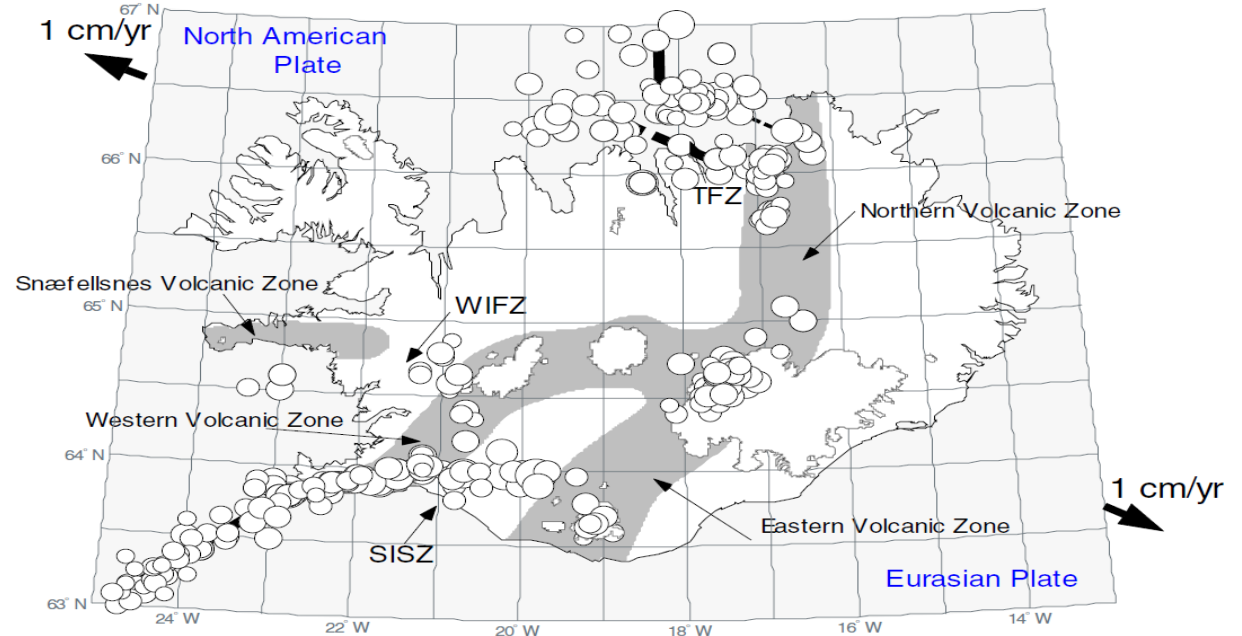 67° N
1 cm/yr
North American
Plate
66° N
TFZ
Northern Volcanic Zone
Snæfellsnes Volcanic Zone
65° N
WIFZ
Western Volcanic Zone
64° N
1 cm/yr
Eastern Volcanic Zone
SISZ
Eurasian Plate
63° N
24° W
22° W
20° W
18° W
16° W
14° W